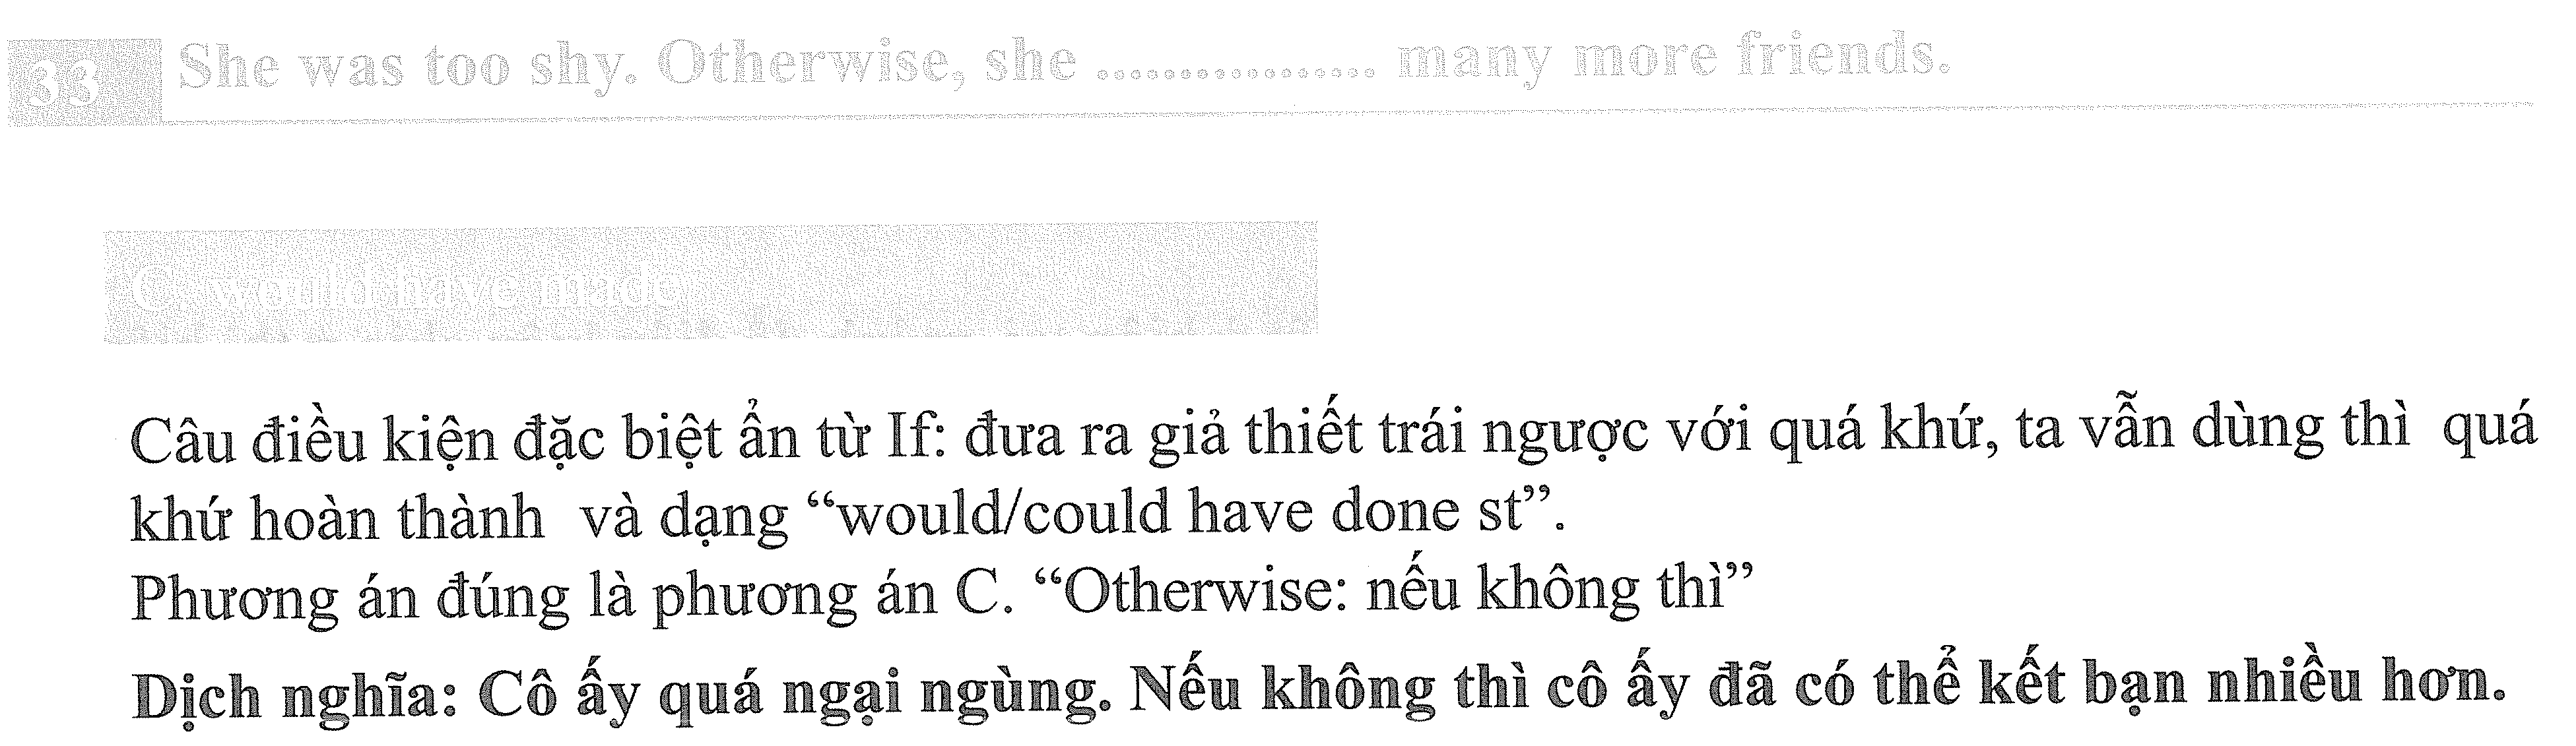 33 She was too shy. Otherwise, she ................. many more friends.
C. would have made
Câu điều kiện đặc biệt ẩn từ If: đưa ra giả thiết trái ngược với quá khứ, ta vẫn dùng thì quá
khứ hoàn thành và dạng “would/could have done st”.
Phương án đúng là phương án C. “Otherwise: nếu không thì”
Dịch nghĩa: Cô ấy quá ngại ngùng. Nếu không thì cô ấy đã có thể kết bạn nhiều hơn.